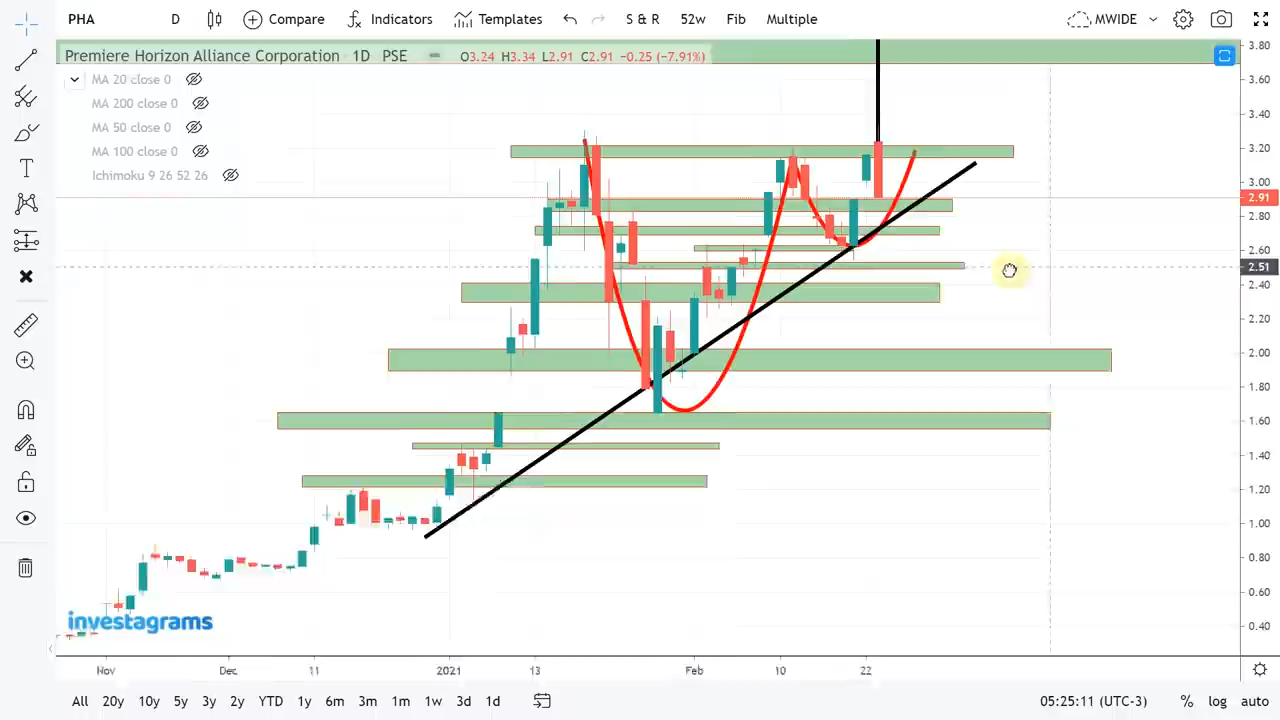 PHA D Compare Indicators Templates S & R 52w Fib Multiple MWIDE
Premiere Horizon Alliance Corporation · 1D PSE O3.24 H3.34 L2.91 C2.91 −0.25 (−7.91%)
MA 20 close 0
MA 200 close 0
MA 50 close 0
MA 100 close 0
Ichimoku 9 26 52 26
3.80
3.60
3.40
3.20
3.00
2.91
2.80
2.60
2.51
2.40
2.20
2.00
1.80
1.60
1.40
1.20
1.00
0.80
0.60
0.40
investagrams
Nov Dec 11 2021 13 Feb 10 22
All 20y 10y 5y 3y 2y YTD 1y 6m 3m 1m 1w 3d 1d 05:25:11 (UTC-3) % log auto